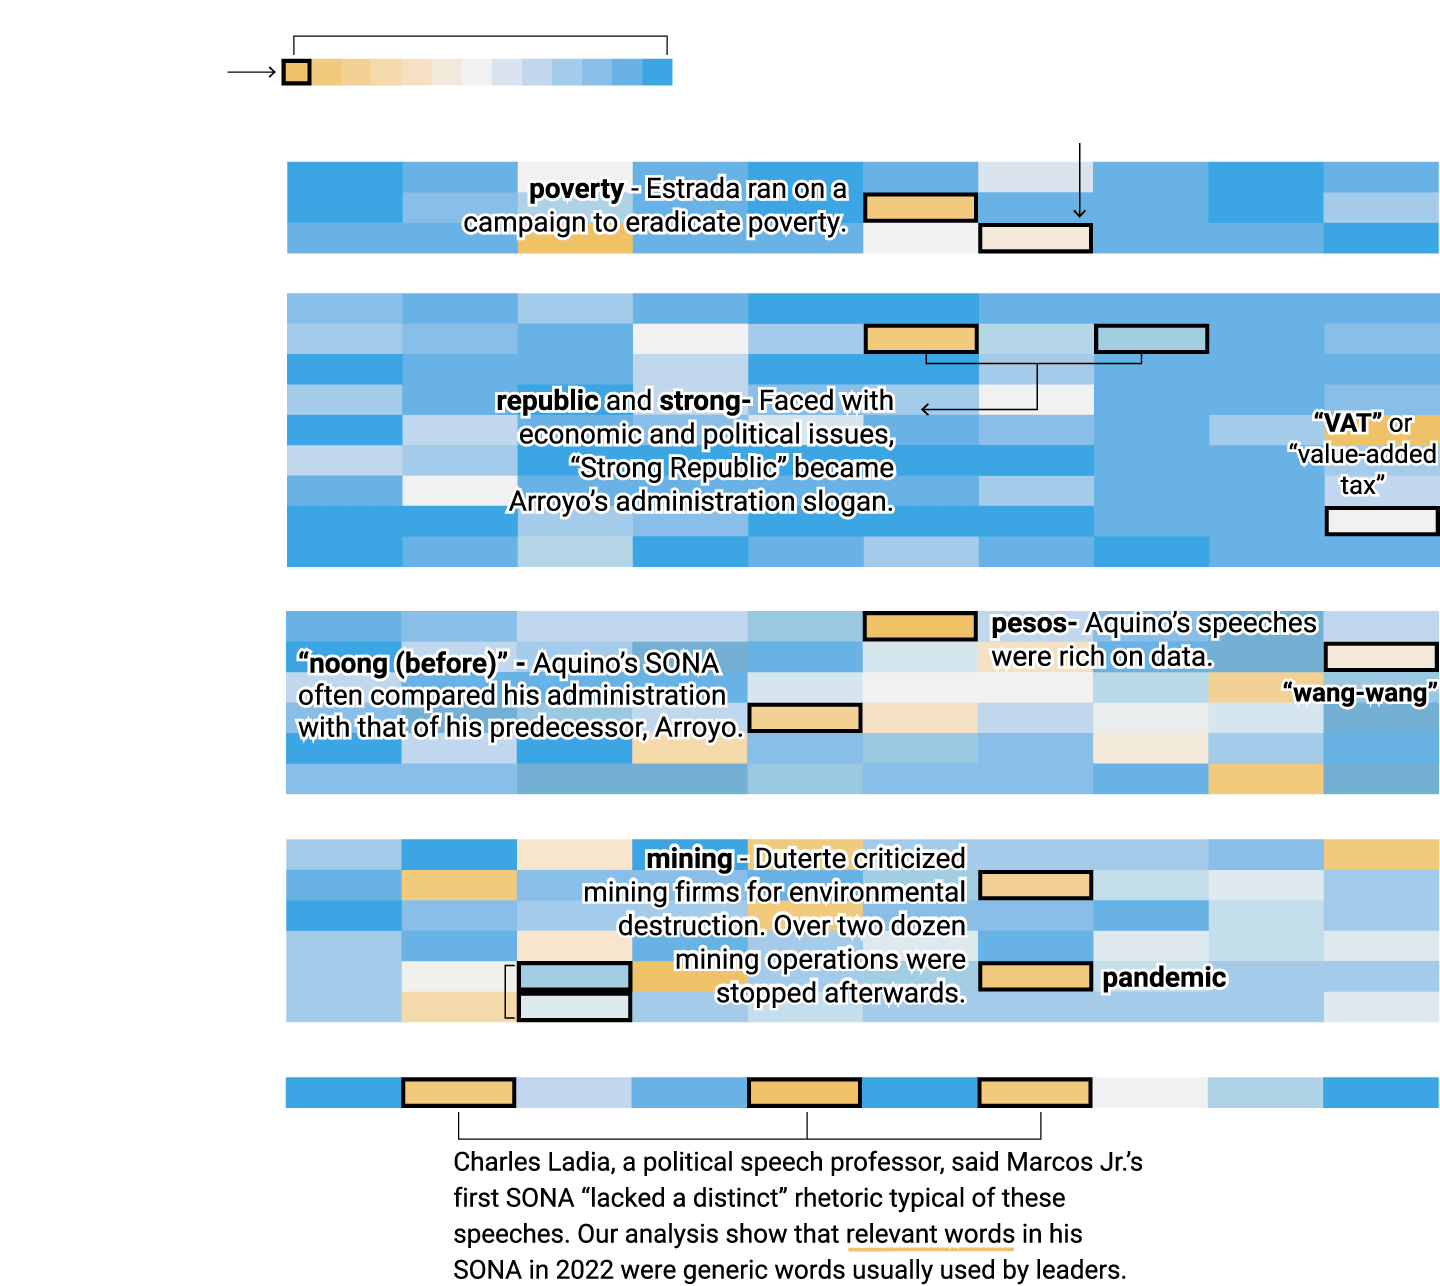 poverty - Estrada ran on a
campaign to eradicate poverty.
republic and strong- Faced with
economic and political issues,
“Strong Republic” became
Arroyo’s administration slogan.
“VAT” or
“value-added
tax”
pesos- Aquino’s speeches
were rich on data.
“noong (before)” - Aquino’s SONA
often compared his administration
with that of his predecessor, Arroyo.
“wang-wang”
mining - Duterte criticized
mining firms for environmental
destruction. Over two dozen
mining operations were
stopped afterwards.
pandemic
Charles Ladia, a political speech professor, said Marcos Jr.’s
first SONA “lacked a distinct” rhetoric typical of these
speeches. Our analysis show that relevant words in his
SONA in 2022 were generic words usually used by leaders.